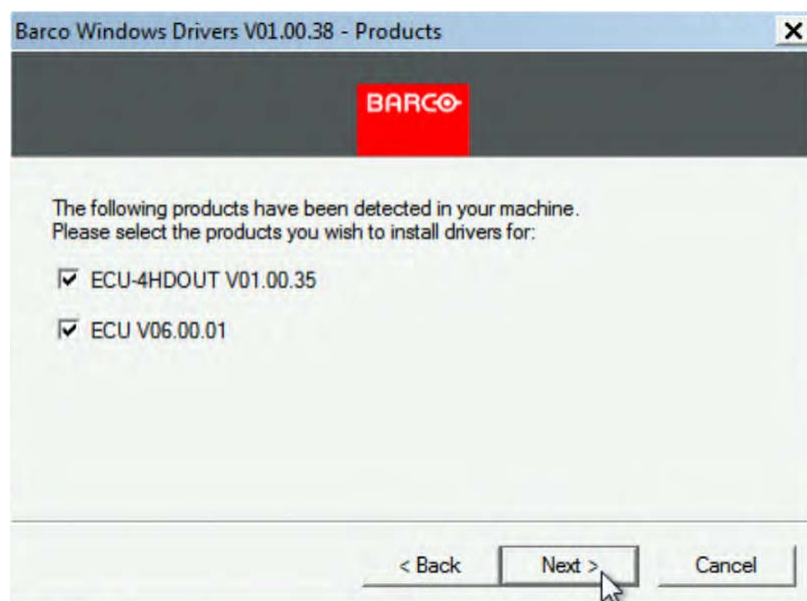 Barco Windows Drivers V01.00.38 - Products
BARCO
The following products have been detected in your machine.
Please select the products you wish to install drivers for:
ECU-4HDOUT V01.00.35
ECU V06.00.01
< Back Next > Cancel